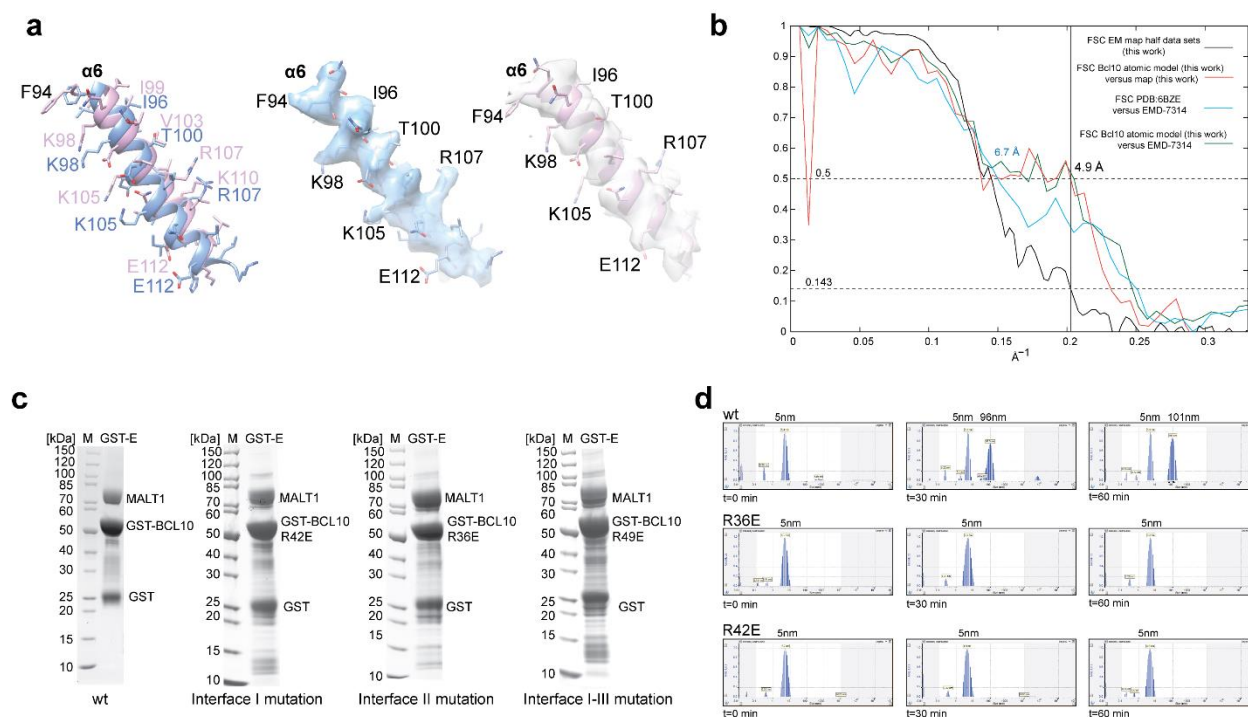 a
α6
F94
I99
I96
V103
T100
K98
K98
R107
K110
R107
K105
K105
E112
E112
α6
F94
I96
T100
K98
R107
K105
E112
α6
F94
I96
T100
K98
R107
K105
E112
b
FSC EM map half data sets
(this work)
FSC Bcl10 atomic model (this work)
versus map (this work)
FSC PDB:6BZE
versus EMD-7314
FSC Bcl10 atomic model (this work)
versus EMD-7314
6.7 Å
4.9 Å
0.5
0.143
1
0.9
0.8
0.7
0.6
0.5
0.4
0.3
0.2
0.1
0
0 0.05 0.1 0.15 0.2 0.25 0.3
Å⁻¹
c
[kDa] M GST-E
150
120
100
80
70
60
50
40
30
25
20
15
10
MALT1
GST-BCL10
GST
wt
[kDa] M GST-E
150
120
100
80
70
60
50
40
30
25
20
15
10
MALT1
GST-BCL10
R42E
GST
Interface I mutation
[kDa] M GST-E
150
120
100
80
70
60
50
40
30
25
20
15
10
MALT1
GST-BCL10
R36E
GST
Interface II mutation
[kDa] M GST-E
150
120
100
80
70
60
50
40
30
25
20
15
10
MALT1
GST-BCL10
R49E
GST
Interface I-III mutation
d
wt
5nm
5nm 96nm
5nm 101nm
t=0 min
t=30 min
t=60 min
R36E
5nm
5nm
5nm
t=0 min
t=30 min
t=60 min
R42E
5nm
5nm
5nm
t=0 min
t=30 min
t=60 min